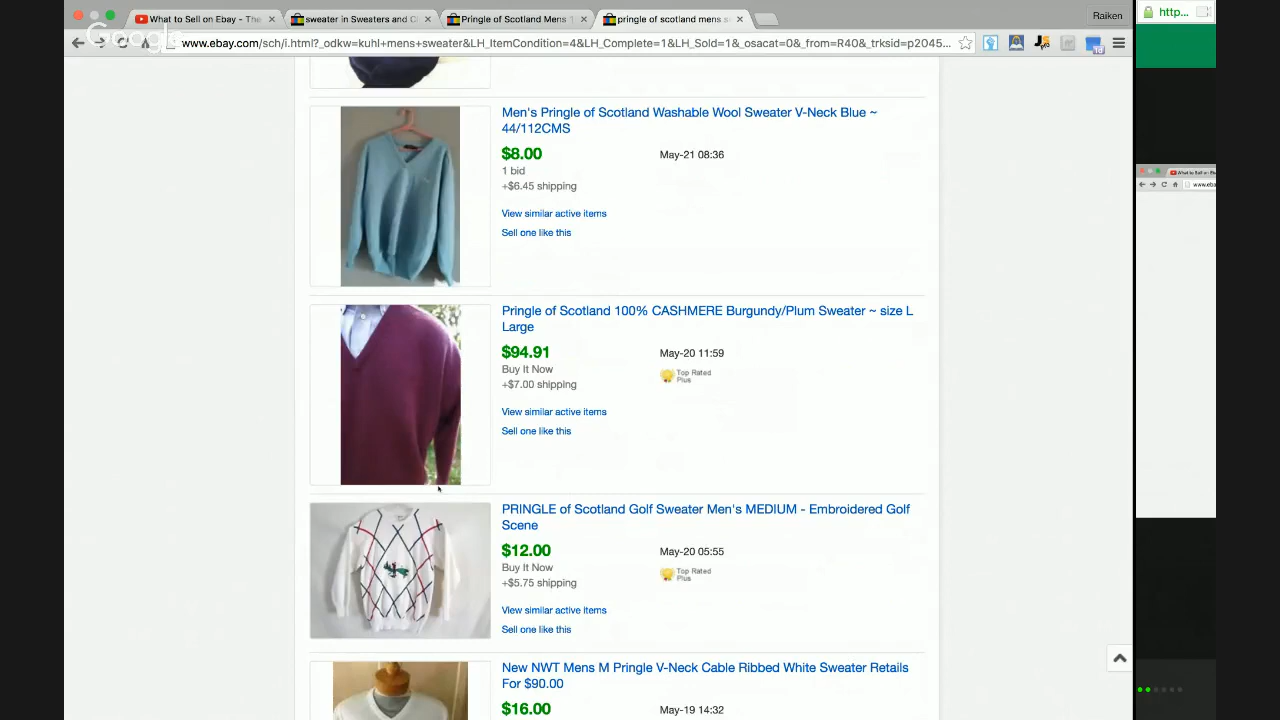 What to Sell on Ebay - The
sweater in Sweaters and C
Pringle of Scotland Mens
pringle of scotland mens s
Raiken
http...
Google
www.ebay.com/sch/i.html?_odkw=kuhl+mens+sweater&LH_ItemCondition=4&LH_Complete=1&LH_Sold=1&_osacat=0&_from=R40&_trksid=p2045...
Men's Pringle of Scotland Washable Wool Sweater V-Neck Blue ~
44/112CMS
$8.00
May-21 08:36
1 bid
+$6.45 shipping
View similar active items
Sell one like this
Pringle of Scotland 100% CASHMERE Burgundy/Plum Sweater ~ size L
Large
$94.91
May-20 11:59
Buy It Now
Top Rated
Plus
+$7.00 shipping
View similar active items
Sell one like this
PRINGLE of Scotland Golf Sweater Men's MEDIUM - Embroidered Golf
Scene
$12.00
May-20 05:55
Buy It Now
Top Rated
Plus
+$5.75 shipping
View similar active items
Sell one like this
New NWT Mens M Pringle V-Neck Cable Ribbed White Sweater Retails
For $90.00
$16.00
May-19 14:32
What to Sell on Eb
www.eba